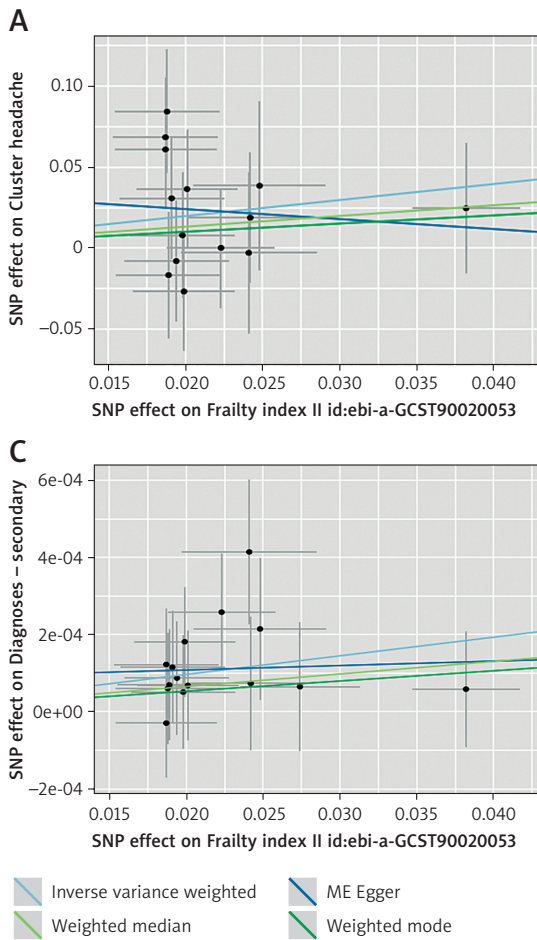 A
SNP effect on Cluster headache
0.10
0.05
0
−0.05
0.015 0.020 0.025 0.030 0.035 0.040
SNP effect on Frailty index II id:ebi-a-GCST90020053
C
SNP effect on Diagnoses – secondary
6e-04
4e-04
2e-04
0e+00
−2e-04
0.015 0.020 0.025 0.030 0.035 0.040
SNP effect on Frailty index II id:ebi-a-GCST90020053
Inverse variance weighted
ME Egger
Weighted median
Weighted mode